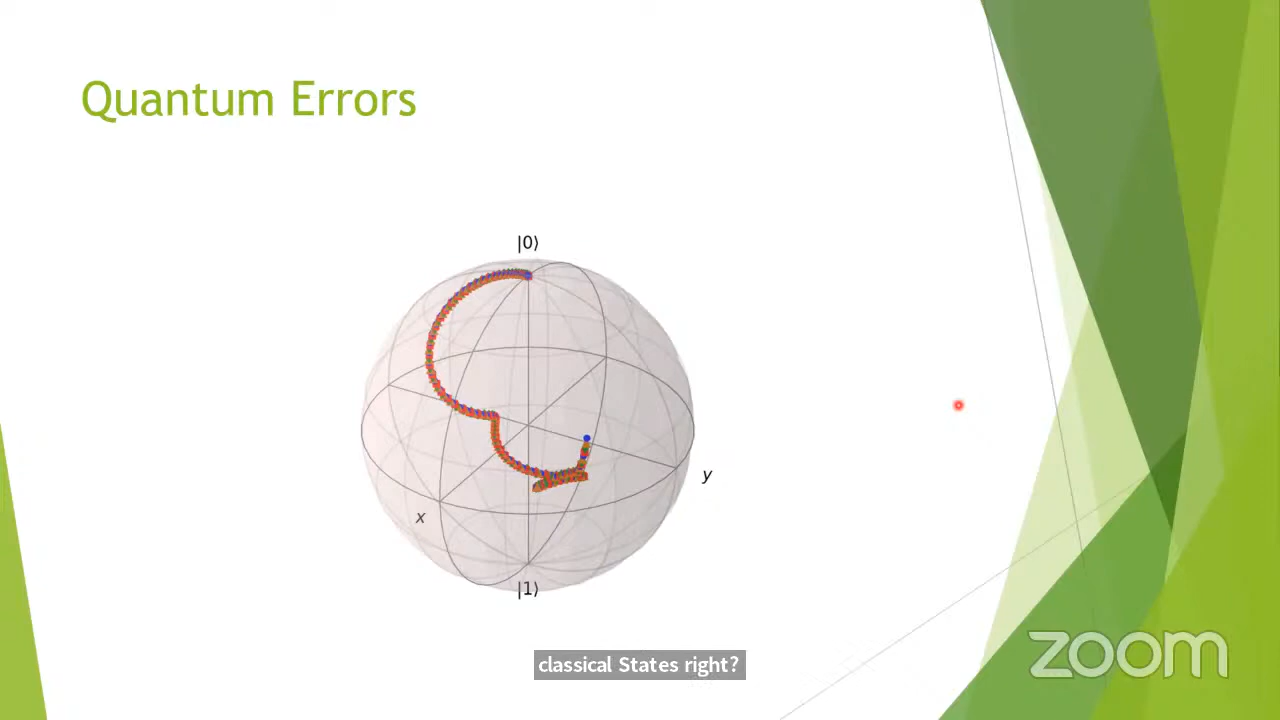 Quantum Errors
|0⟩
y
x
|1⟩
classical States right?
zoom